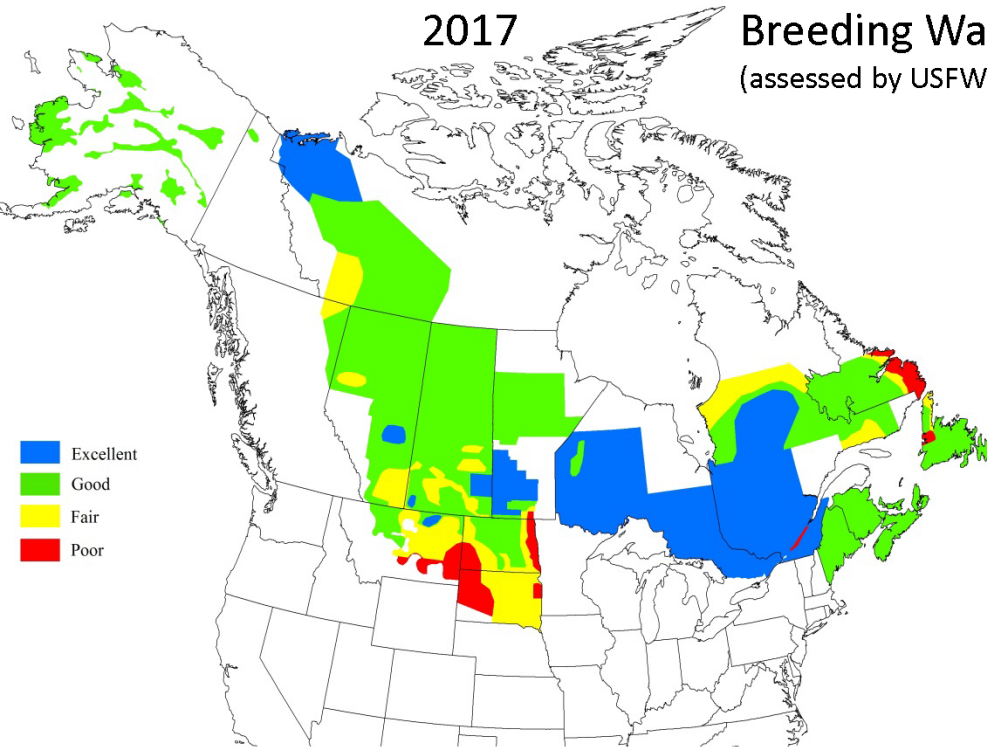 2017
Breeding Wa
(assessed by USFW
Excellent
Good
Fair
Poor